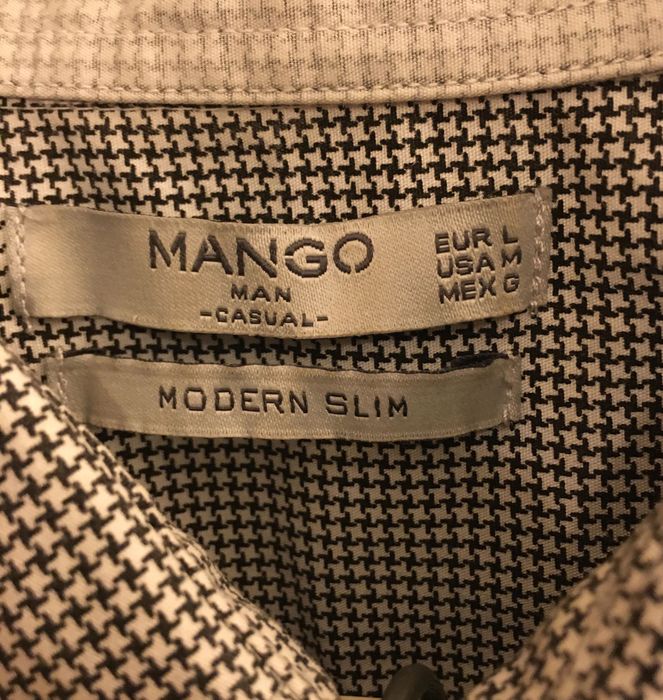 MANGO
MAN
-CASUAL-
EUR L
USA M
MEX G
MODERN SLIM